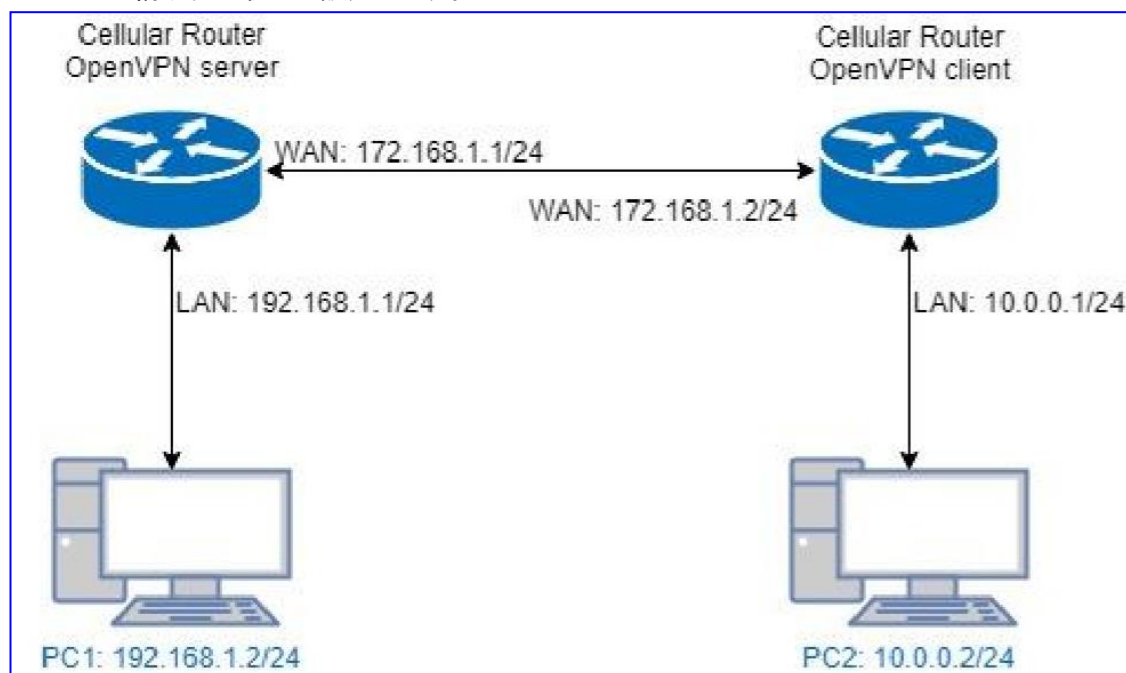 Cellular Router
OpenVPN server
Cellular Router
OpenVPN client
WAN: 172.168.1.1/24
WAN: 172.168.1.2/24
LAN: 192.168.1.1/24
LAN: 10.0.0.1/24
PC1: 192.168.1.2/24
PC2: 10.0.0.2/24